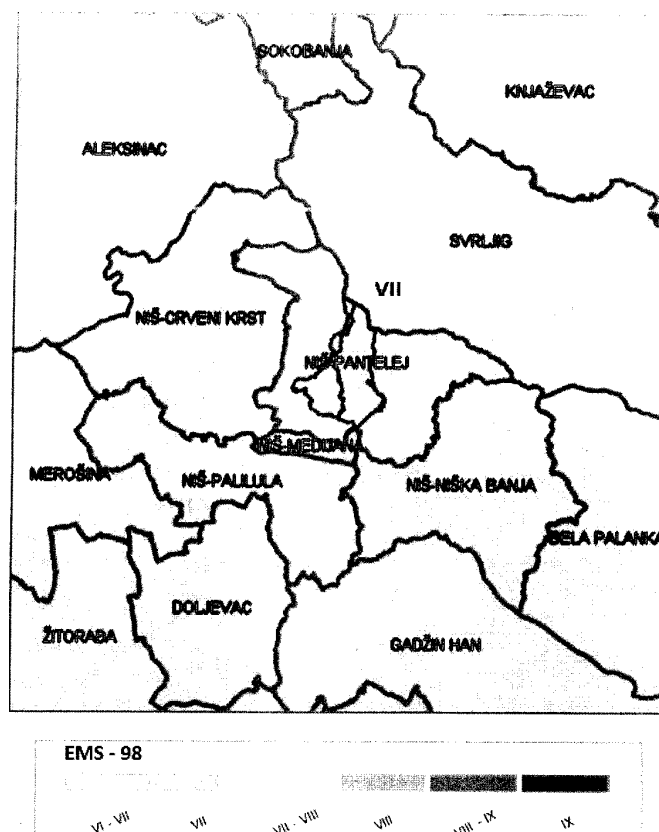 SOKOBANJA
KNJAŽEVAC
ALEKSINAC
SVRLJIG
VII
NIŠ-CRVENI KRST
NIŠ-PANTELEJ
NIŠ-MEDIJANA
MEROŠINA
NIŠ-PALILULA
NIŠ-NIŠKA BANJA
BELA PALANKA
DOLJEVAC
ŽITORAĐA
GADŽIN HAN
EMS - 98
VI - VII
VII
VII - VIII
VIII
VIII - IX
IX